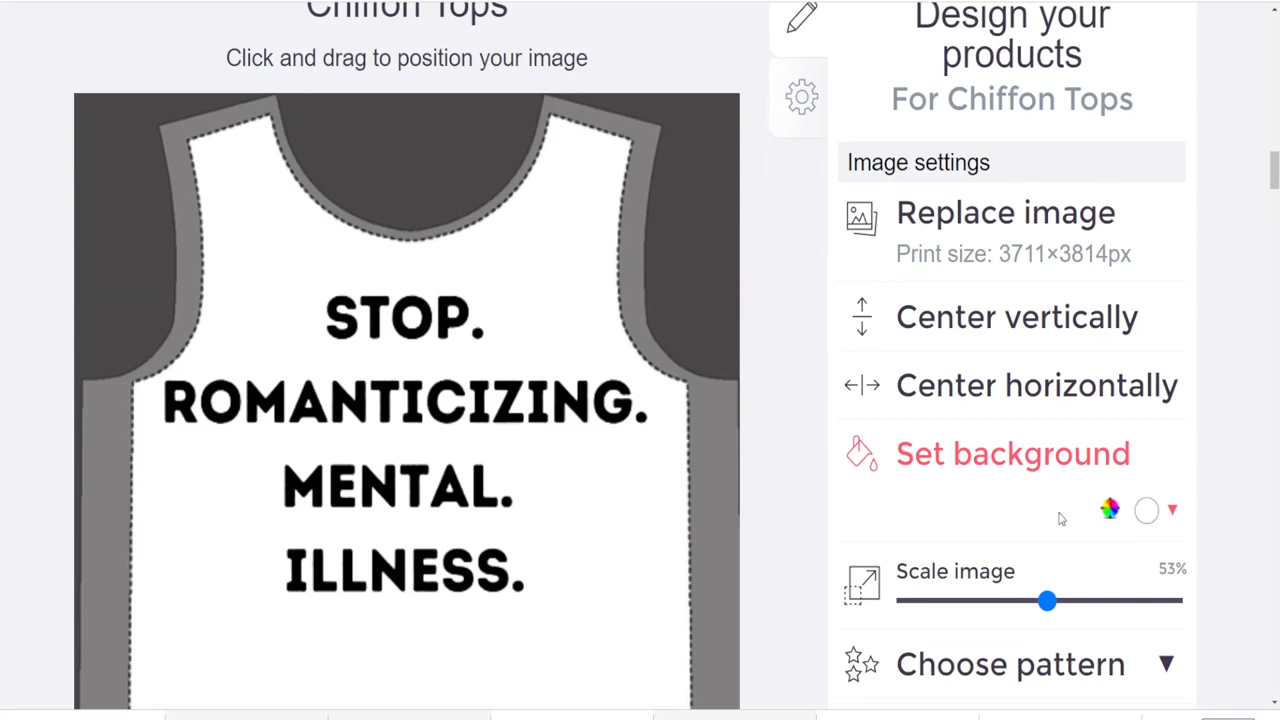 Chiffon Tops
Click and drag to position your image
STOP.
ROMANTICIZING.
MENTAL.
ILLNESS.
Design your
products
For Chiffon Tops
Image settings
Replace image
Print size: 3711×3814px
Center vertically
Center horizontally
Set background
Scale image
53%
Choose pattern